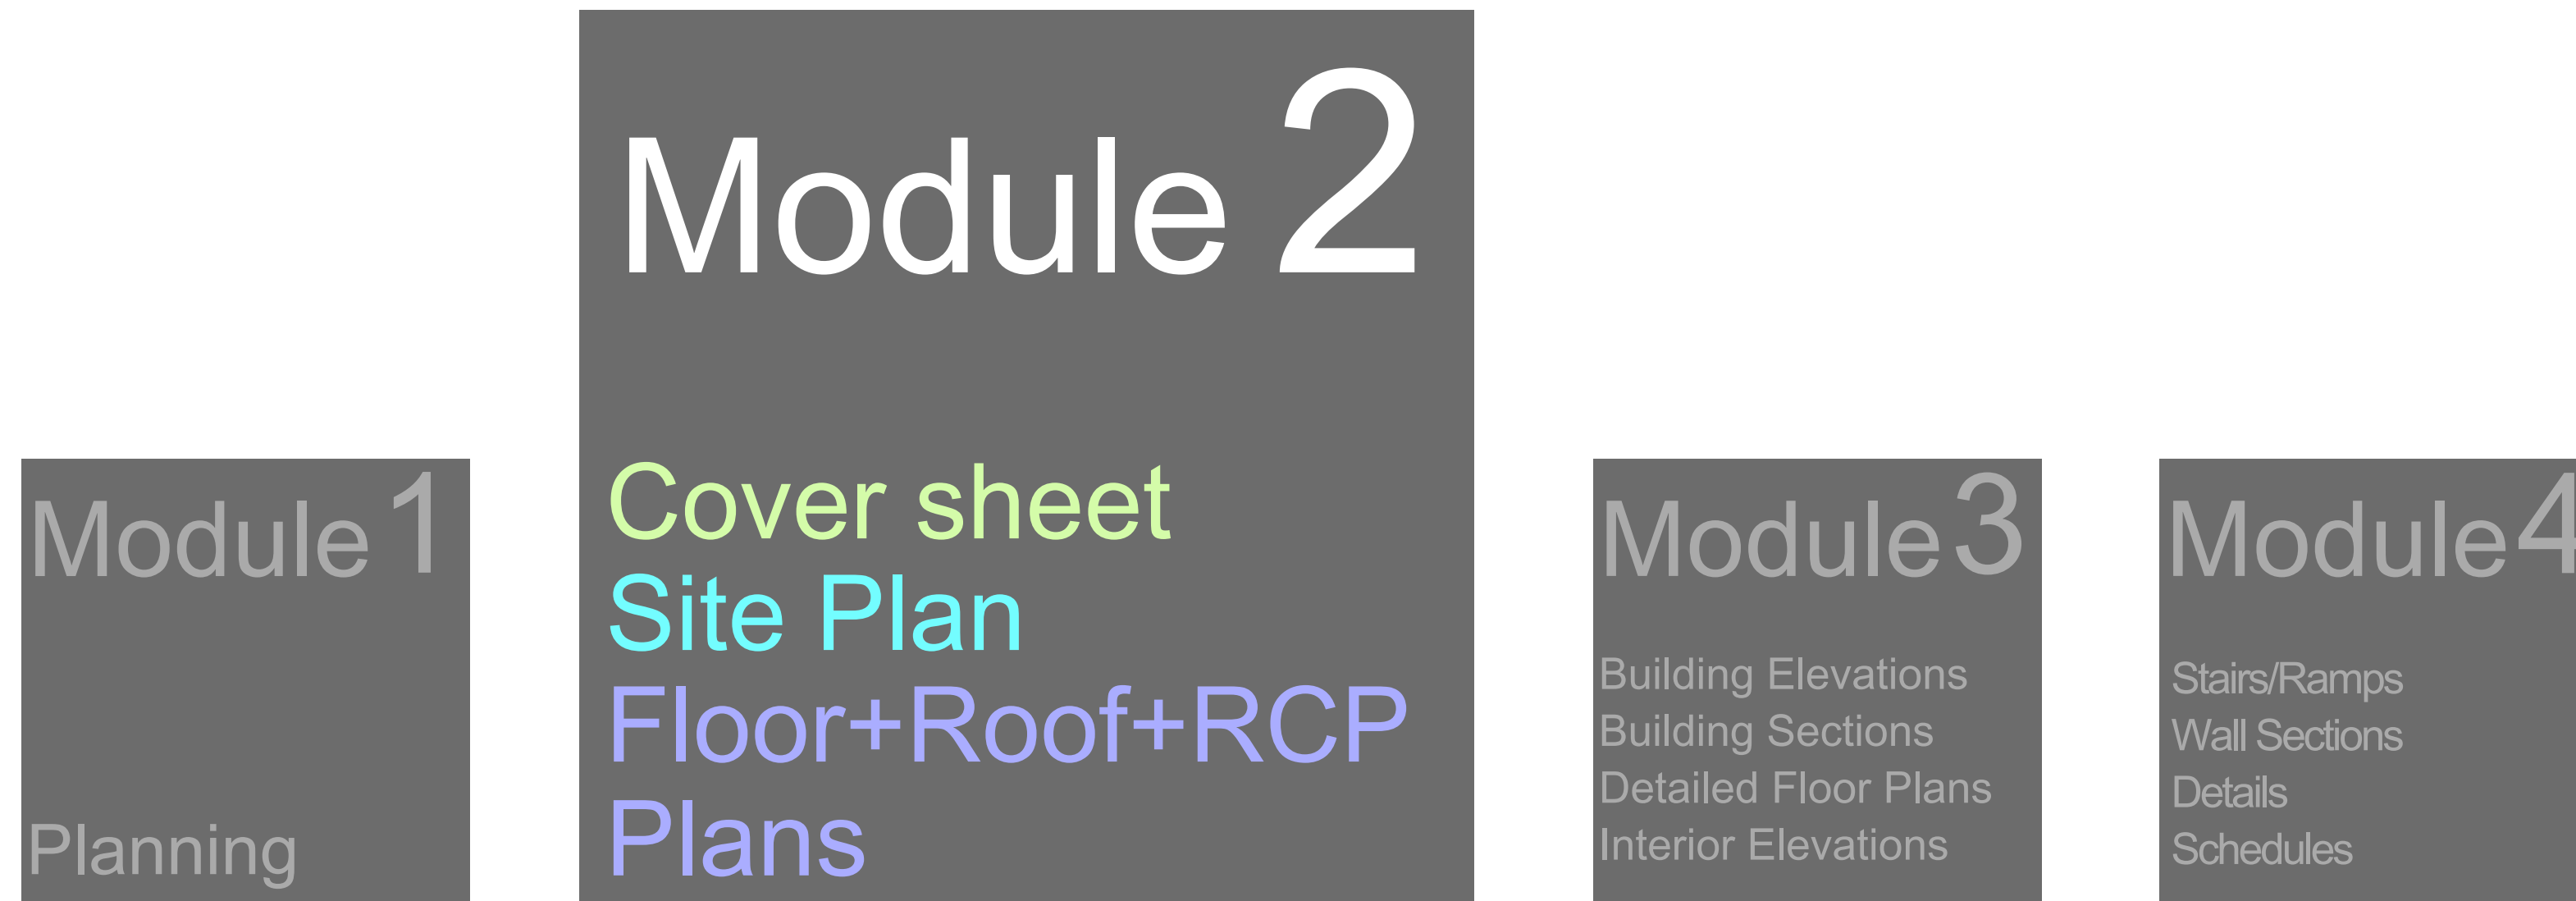 Module 1
Planning
Module 2
Cover sheet
Site Plan
Floor+Roof+RCP
Plans
Module 3
Building Elevations
Building Sections
Detailed Floor Plans
Interior Elevations
Module 4
Stairs/Ramps
Wall Sections
Details
Schedules